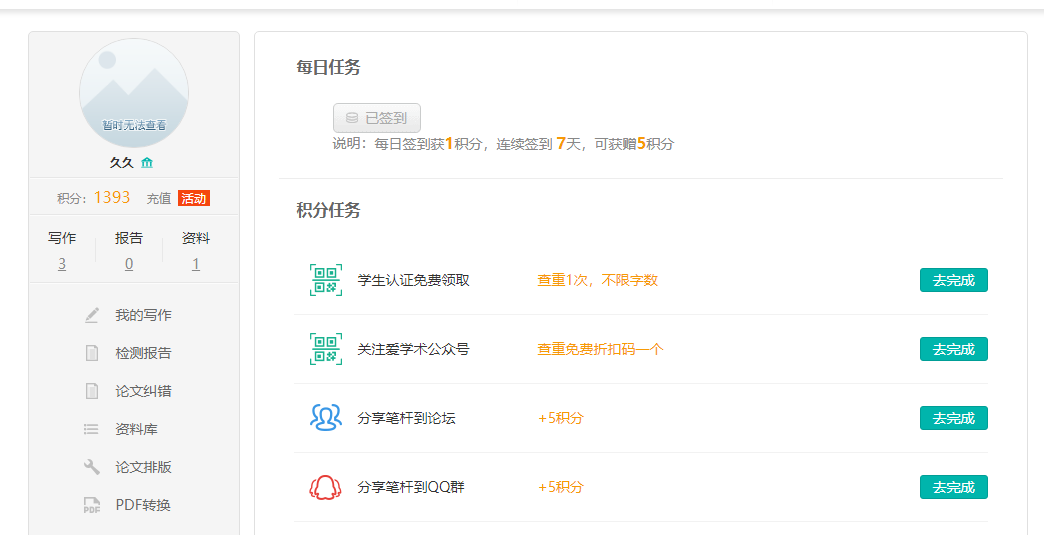 暂时无法查看
久久
积分：1393 充值 活动
写作 报告 资料
3 0 1
我的写作
检测报告
论文纠错
资料库
论文排版
PDF转换
每日任务
已签到
说明：每日签到获1积分，连续签到 7天，可获赠5积分
积分任务
学生认证免费领取 查重1次，不限字数 去完成
关注爱学术公众号 查重免费折扣码一个 去完成
分享笔杆到论坛 +5积分 去完成
分享笔杆到QQ群 +5积分 去完成